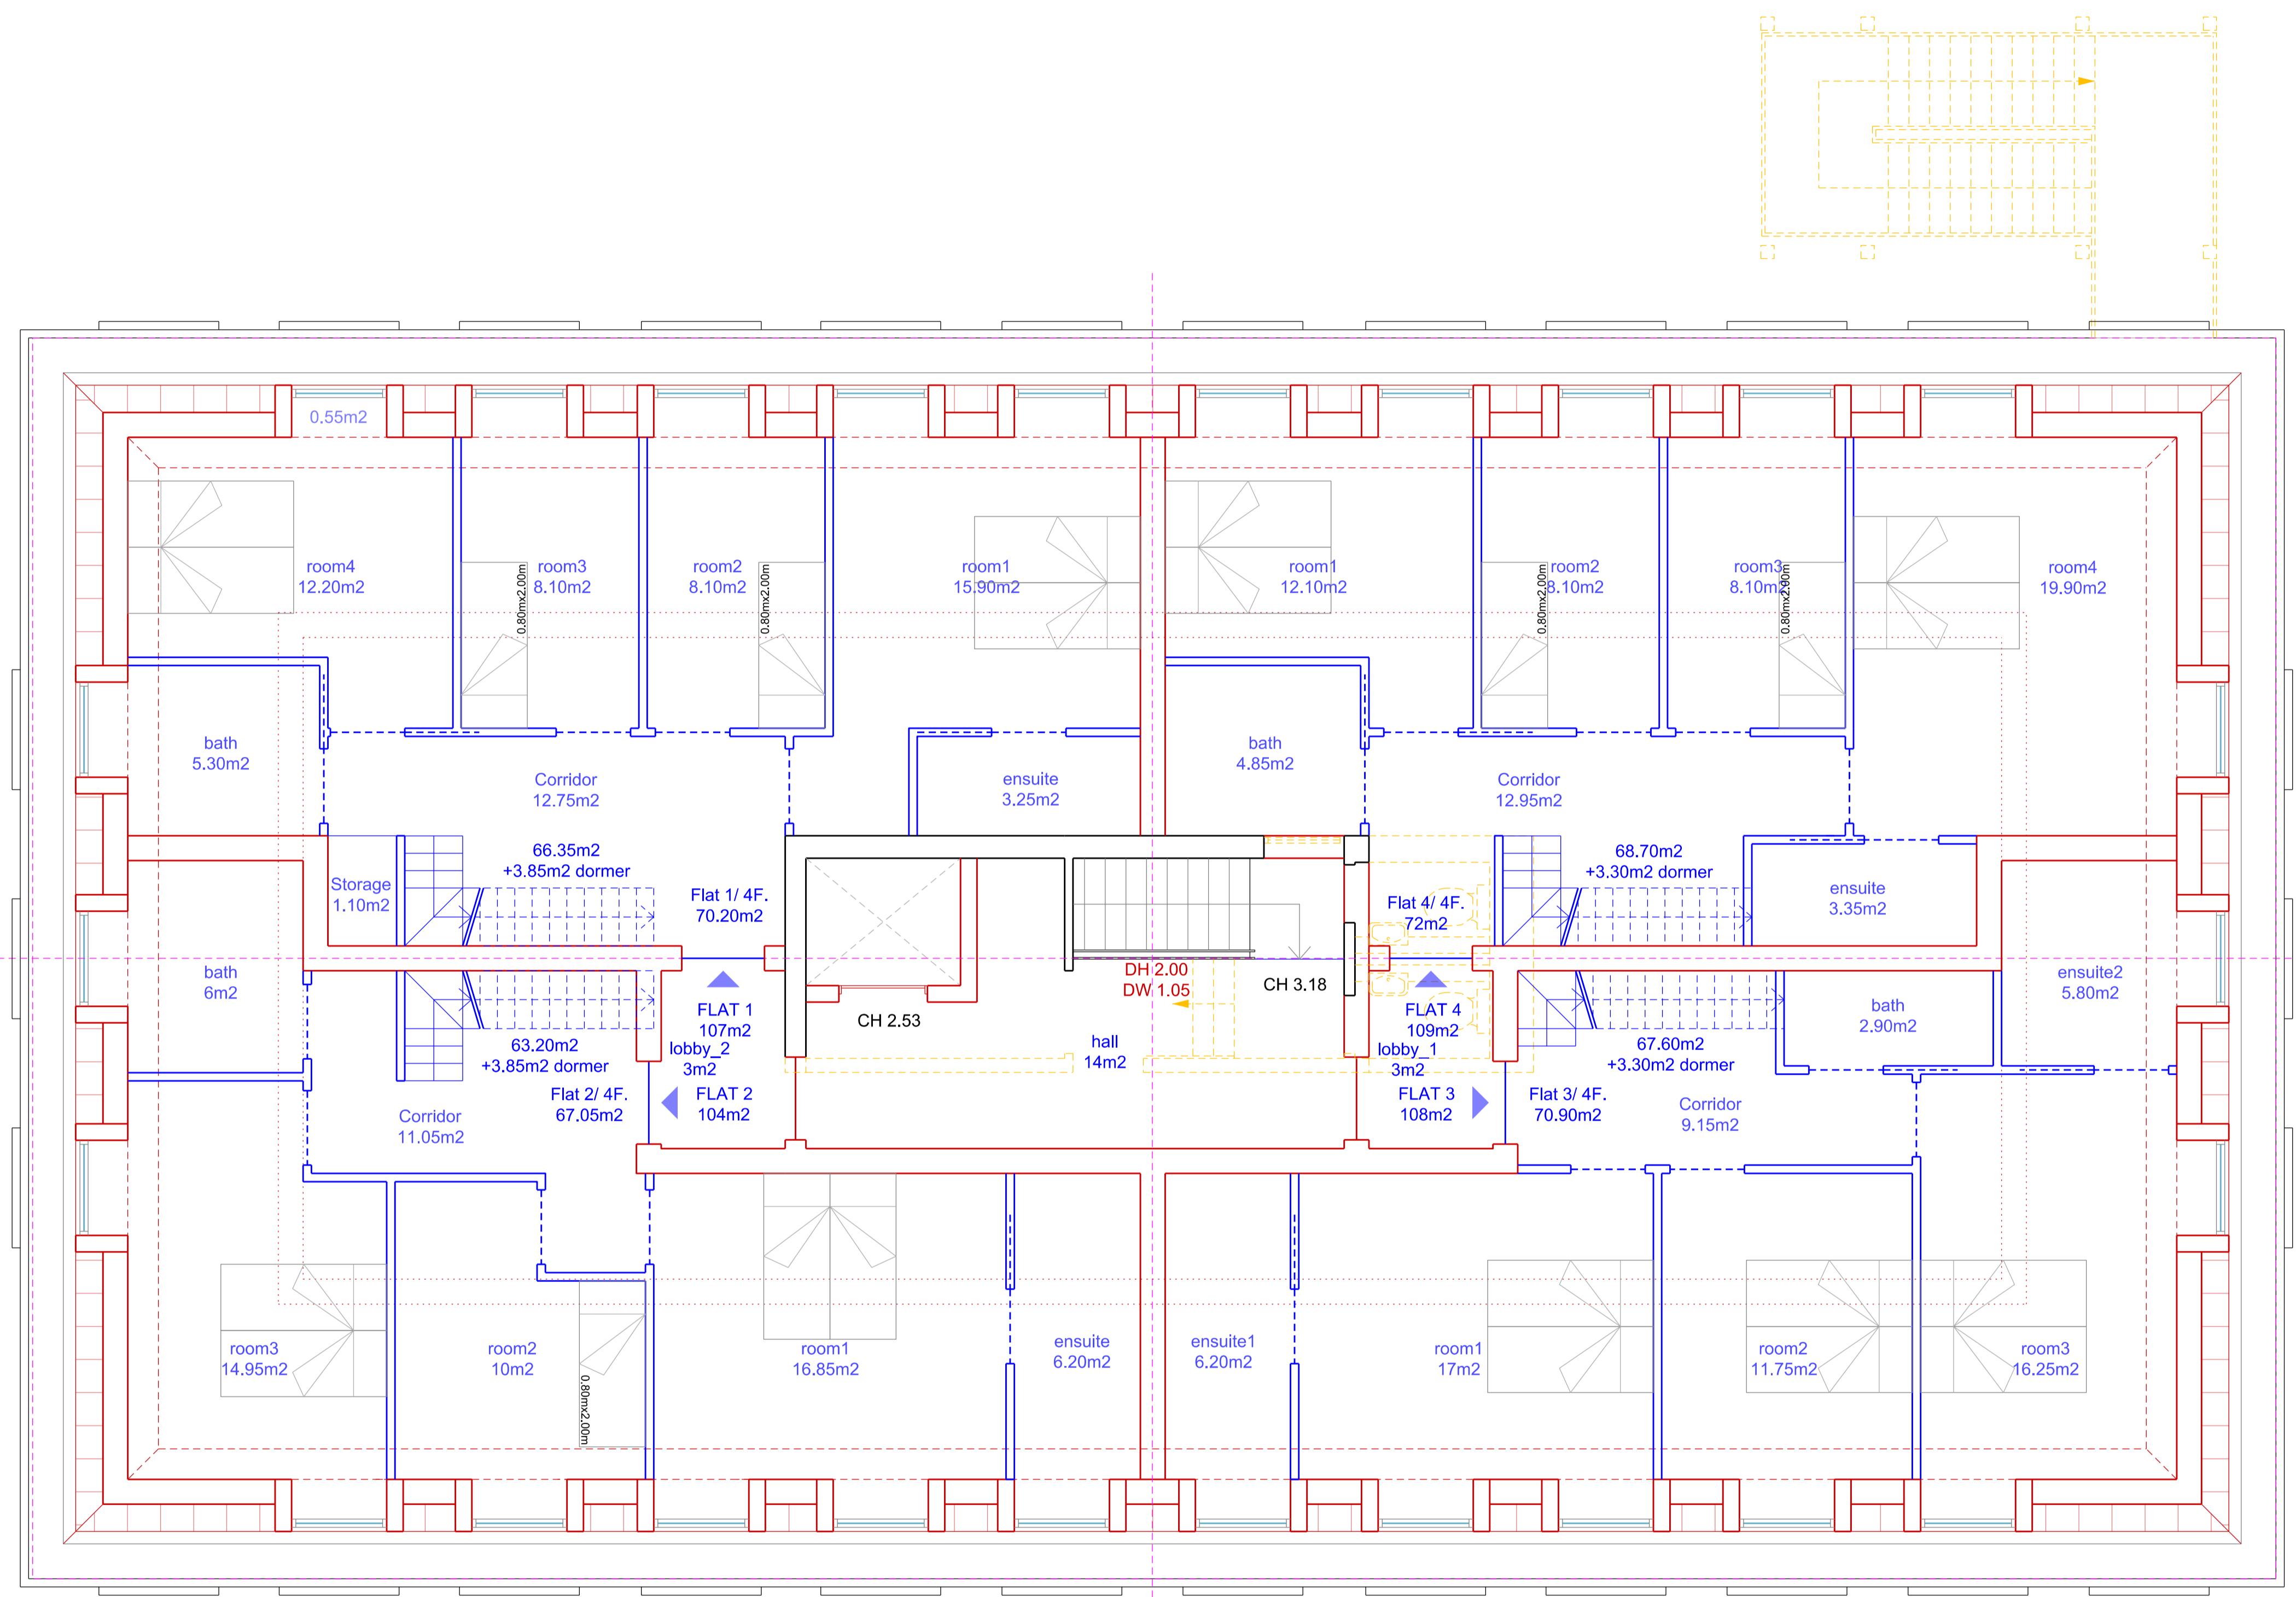 0.55m2
room4
12.20m2
room3
8.10m2
0.80mx2.00m
room2
8.10m2
0.80mx2.00m
room1
15.90m2
room1
12.10m2
room2
8.10m2
0.80mx2.00m
room3
8.10m2
0.80mx2.90m
room4
19.90m2
bath
5.30m2
Corridor
12.75m2
ensuite
3.25m2
bath
4.85m2
Corridor
12.95m2
66.35m2
+3.85m2 dormer
Storage
1.10m2
Flat 1/ 4F.
70.20m2
68.70m2
+3.30m2 dormer
Flat 4/ 4F.
72m2
ensuite
3.35m2
bath
6m2
DH 2.00
DW 1.05
CH 3.18
CH 2.53
ensuite2
5.80m2
FLAT 1
107m2
FLAT 4
109m2
bath
2.90m2
63.20m2
+3.85m2 dormer
lobby_2
3m2
hall
14m2
lobby_1
3m2
67.60m2
+3.30m2 dormer
Flat 2/ 4F.
67.05m2
FLAT 2
104m2
FLAT 3
108m2
Flat 3/ 4F.
70.90m2
Corridor
11.05m2
Corridor
9.15m2
room3
14.95m2
room2
10m2
0.80mx2.00m
room1
16.85m2
ensuite
6.20m2
ensuite1
6.20m2
room1
17m2
room2
11.75m2
room3
16.25m2